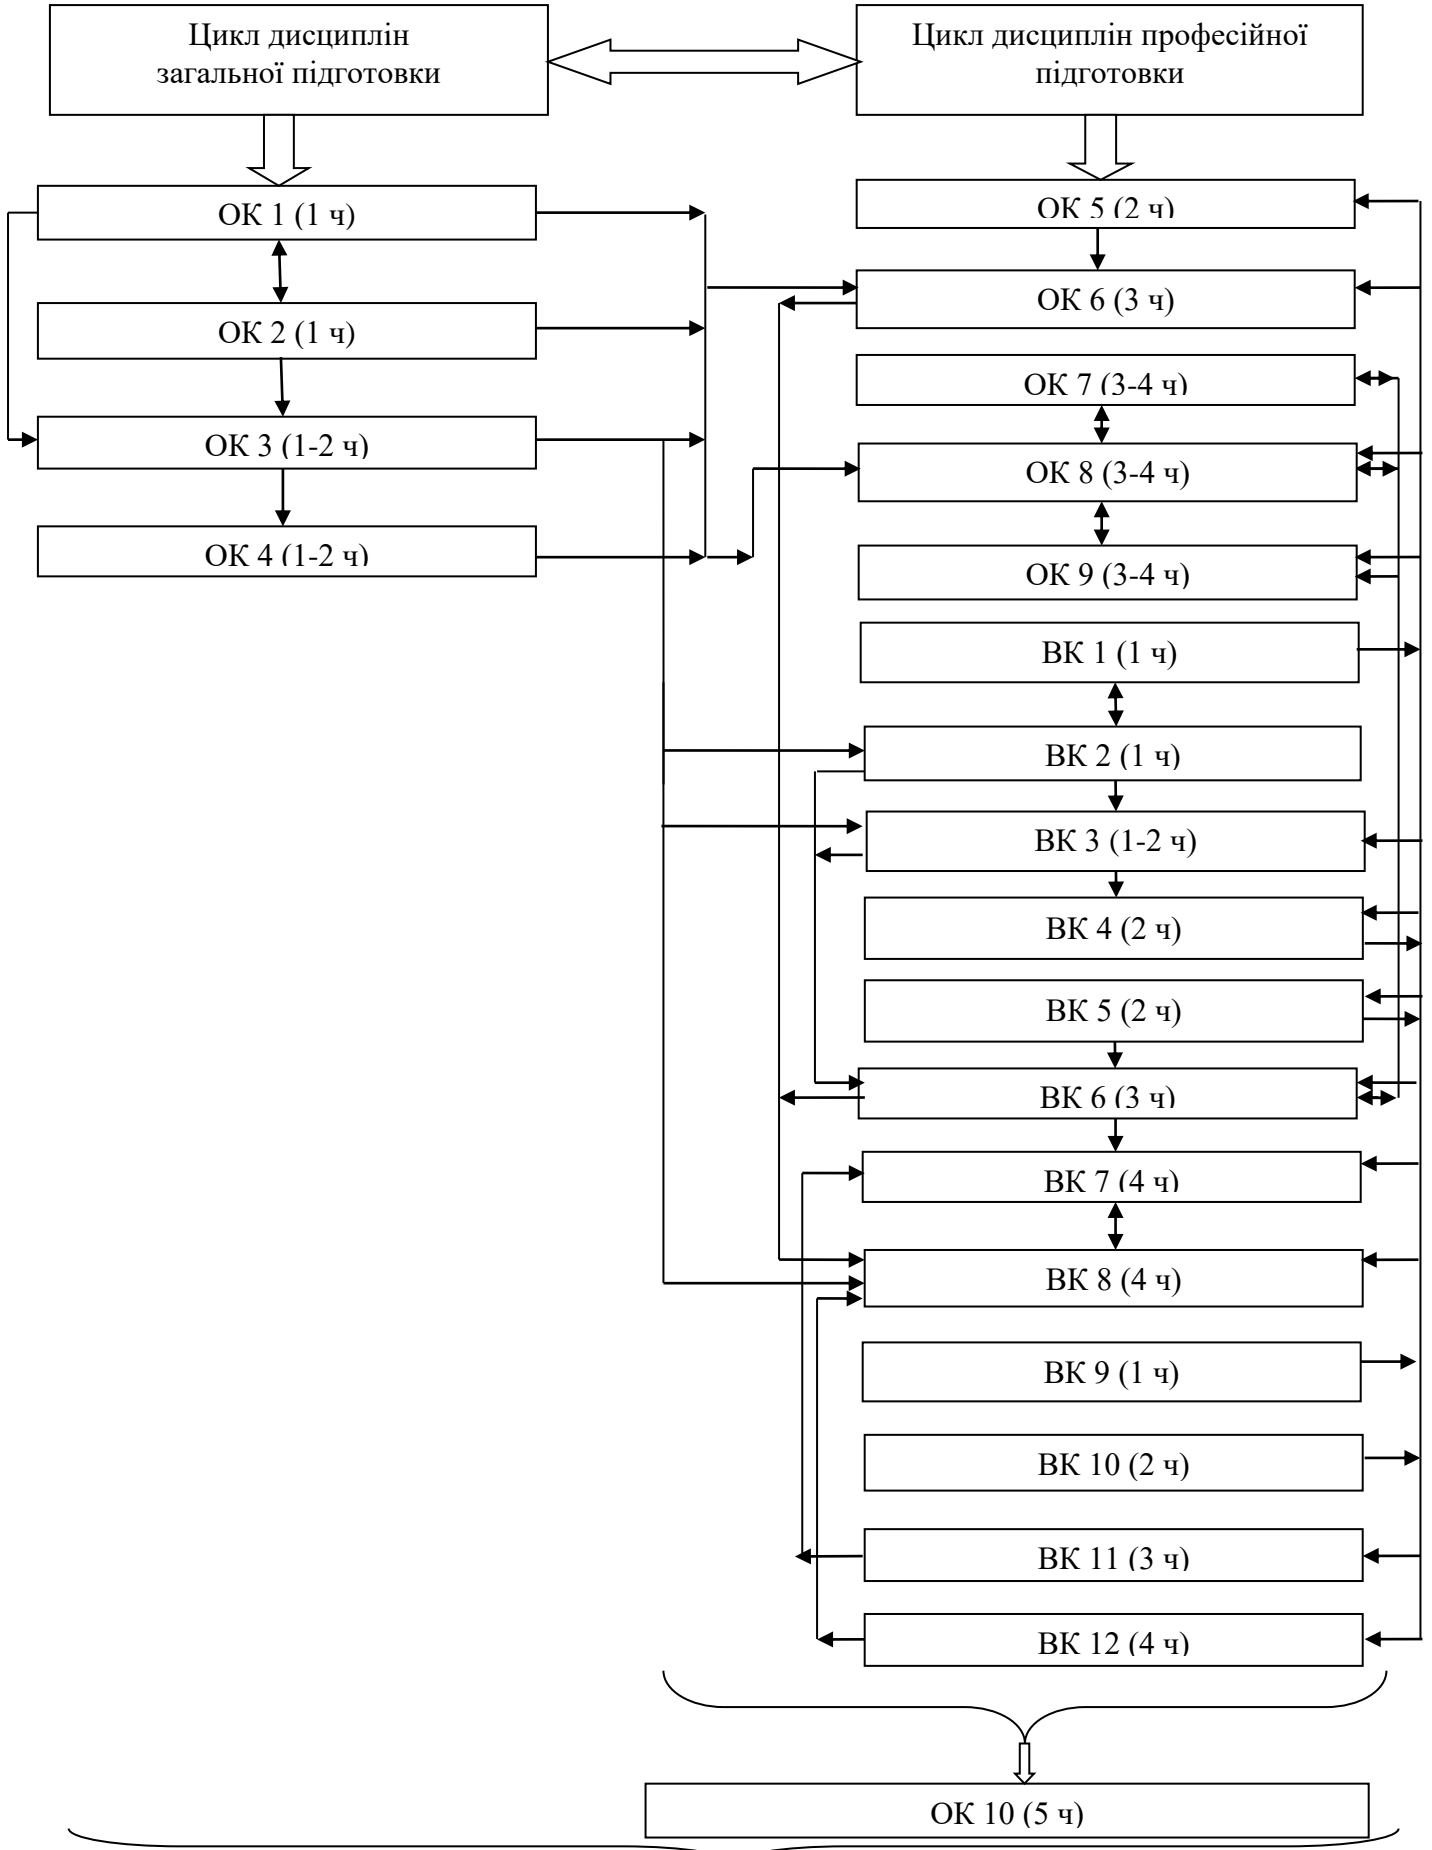 Цикл дисциплін
загальної підготовки
Цикл дисциплін професійної
підготовки
ОК 1 (1 ч)
ОК 2 (1 ч)
ОК 3 (1-2 ч)
ОК 4 (1-2 ч)
ОК 5 (2 ч)
ОК 6 (3 ч)
ОК 7 (3-4 ч)
ОК 8 (3-4 ч)
ОК 9 (3-4 ч)
ВК 1 (1 ч)
ВК 2 (1 ч)
ВК 3 (1-2 ч)
ВК 4 (2 ч)
ВК 5 (2 ч)
ВК 6 (3 ч)
ВК 7 (4 ч)
ВК 8 (4 ч)
ВК 9 (1 ч)
ВК 10 (2 ч)
ВК 11 (3 ч)
ВК 12 (4 ч)
ОК 10 (5 ч)